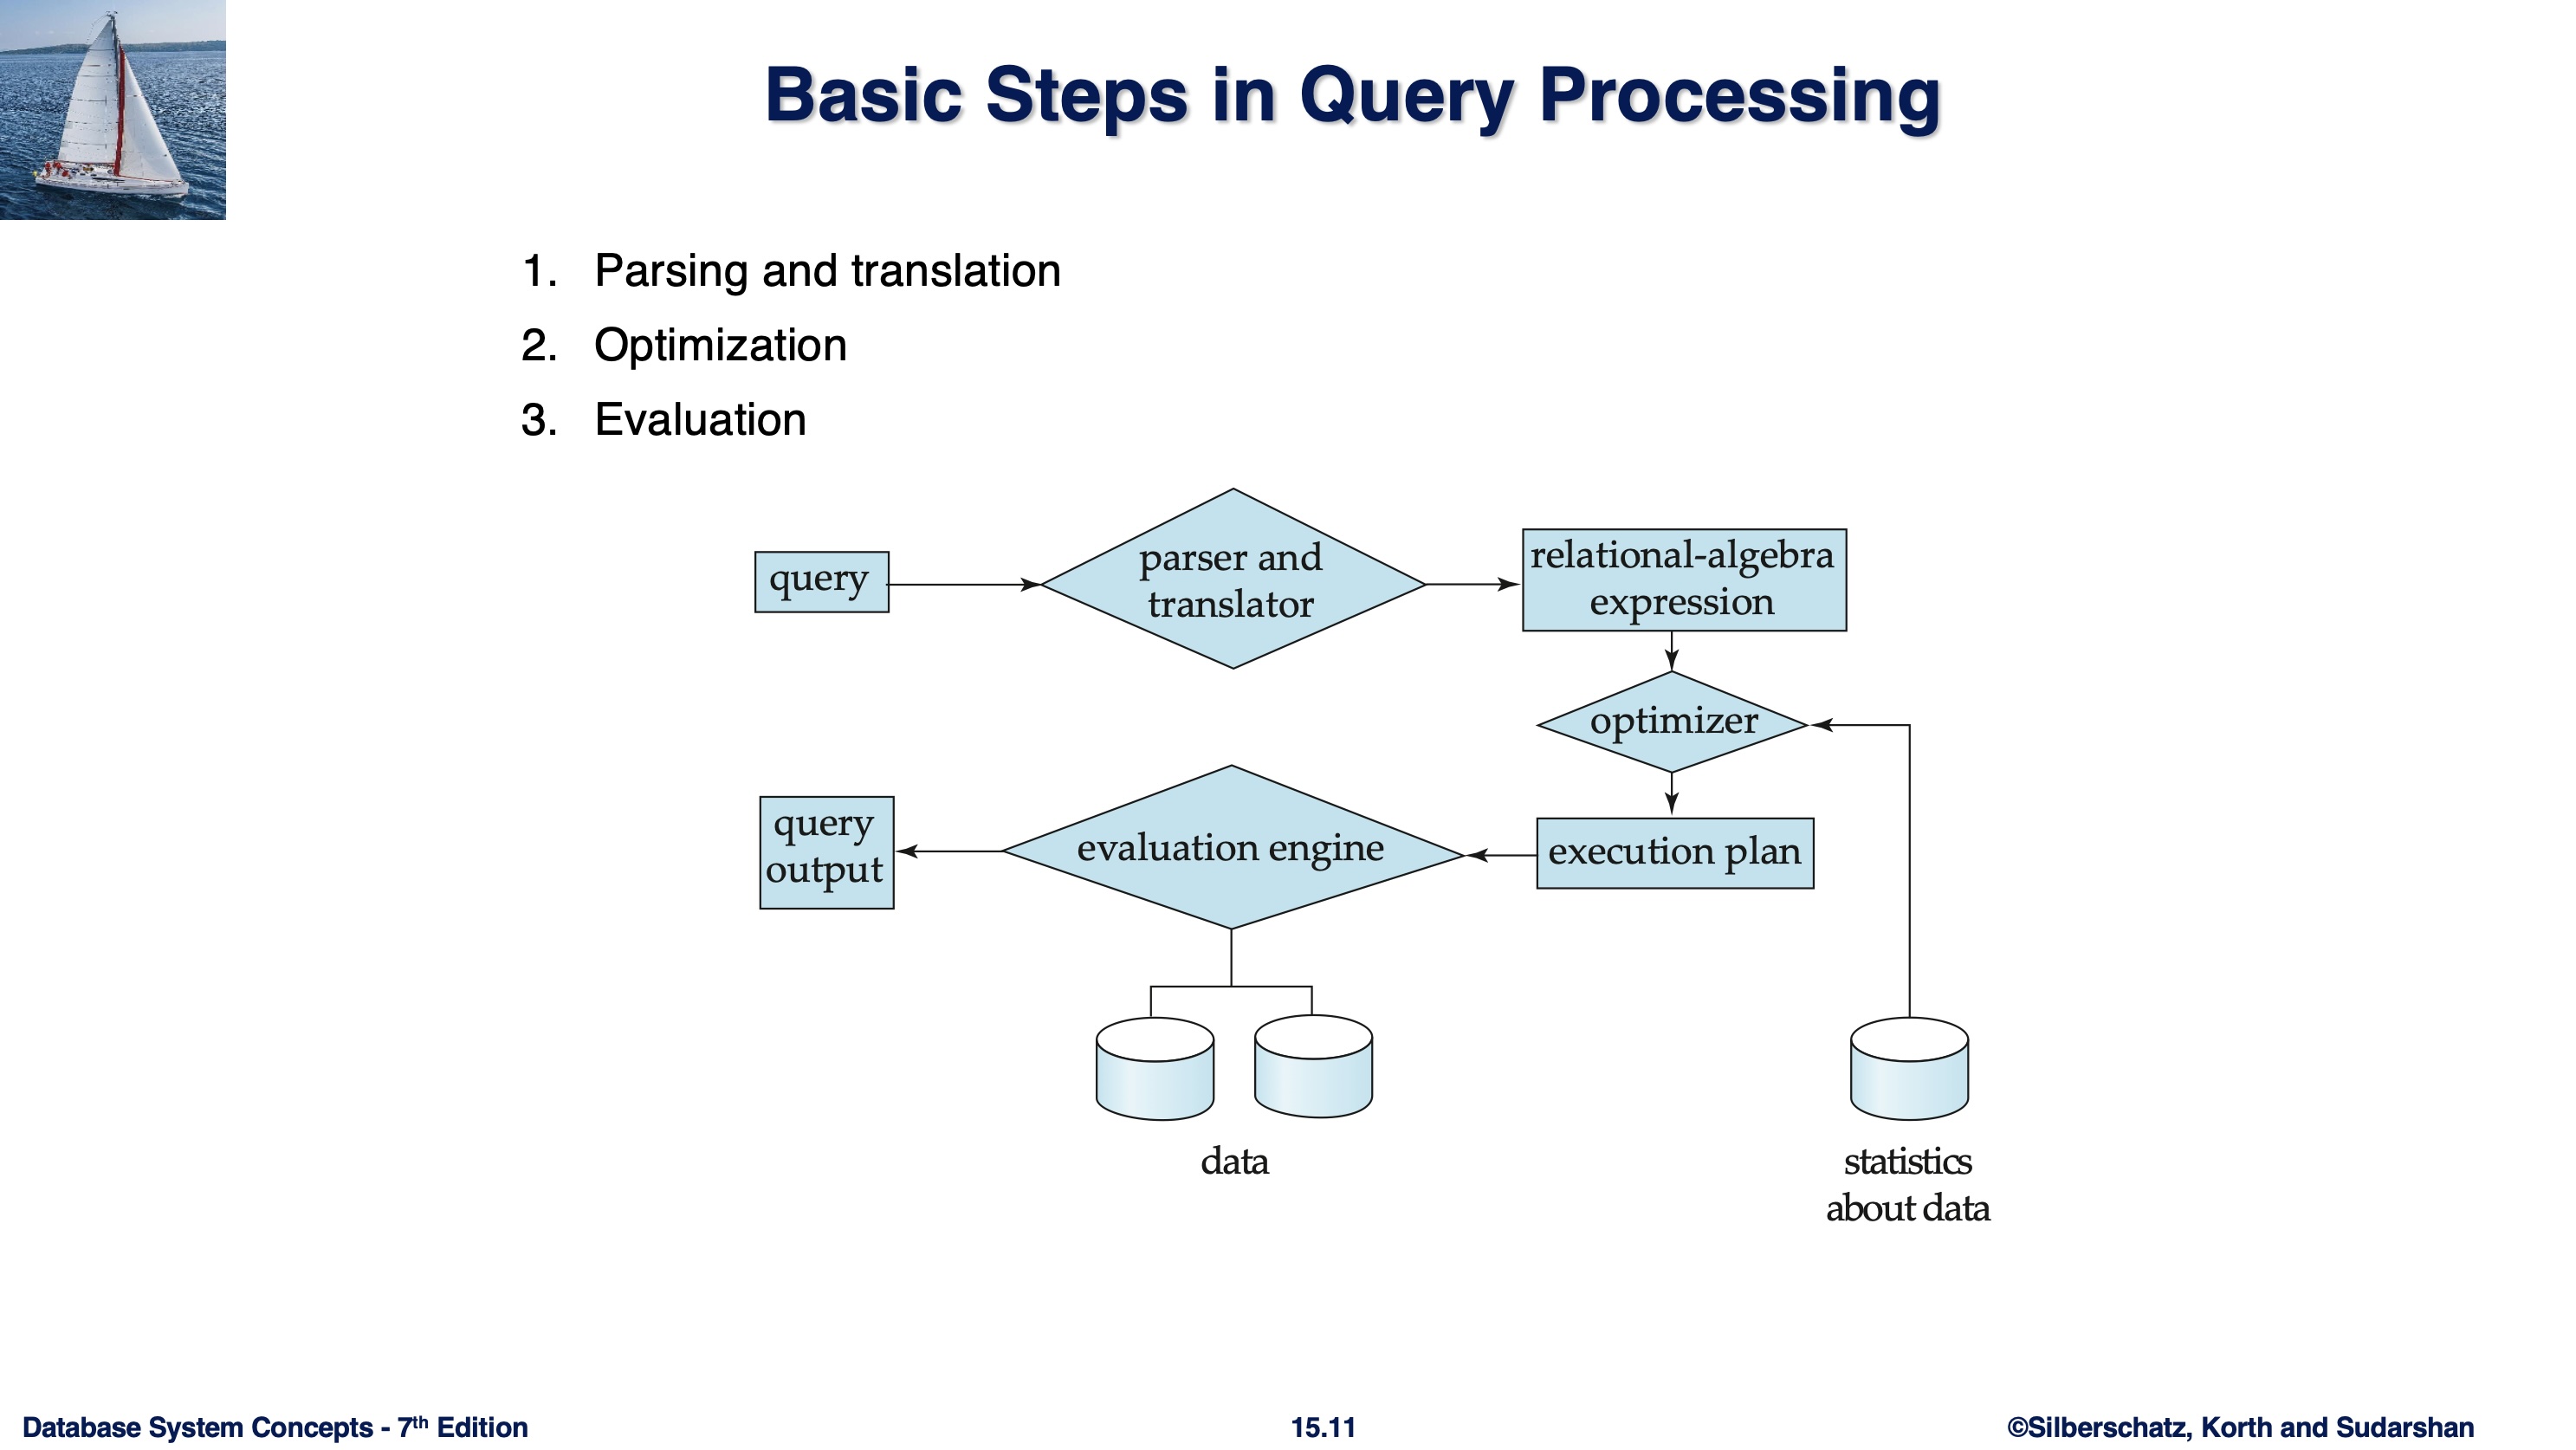 Basic Steps in Query Processing
1. Parsing and translation
2. Optimization
3. Evaluation
query
parser and
translator
relational-algebra
expression
optimizer
query
output
evaluation engine
execution plan
data
statistics
about data
Database System Concepts - 7th Edition
15.11
©Silberschatz, Korth and Sudarshan